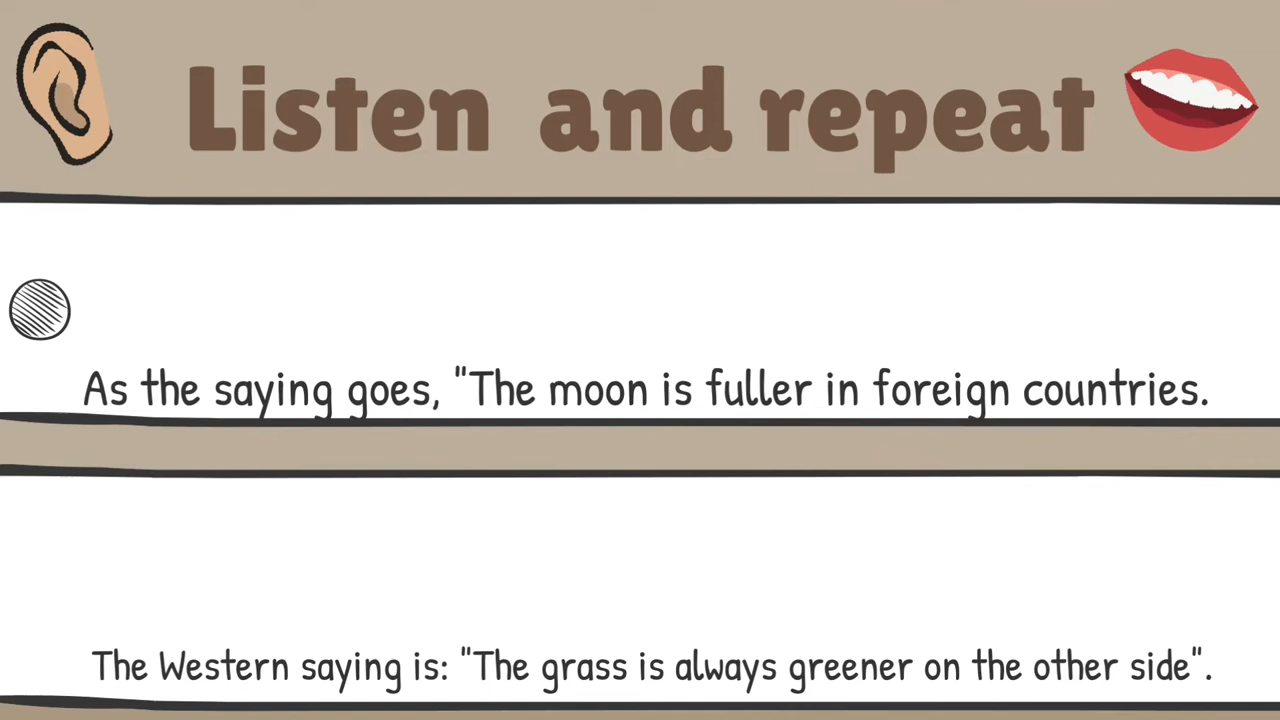 Listen and repeat
As the saying goes, "The moon is fuller in foreign countries.
The Western saying is: "The grass is always greener on the other side".